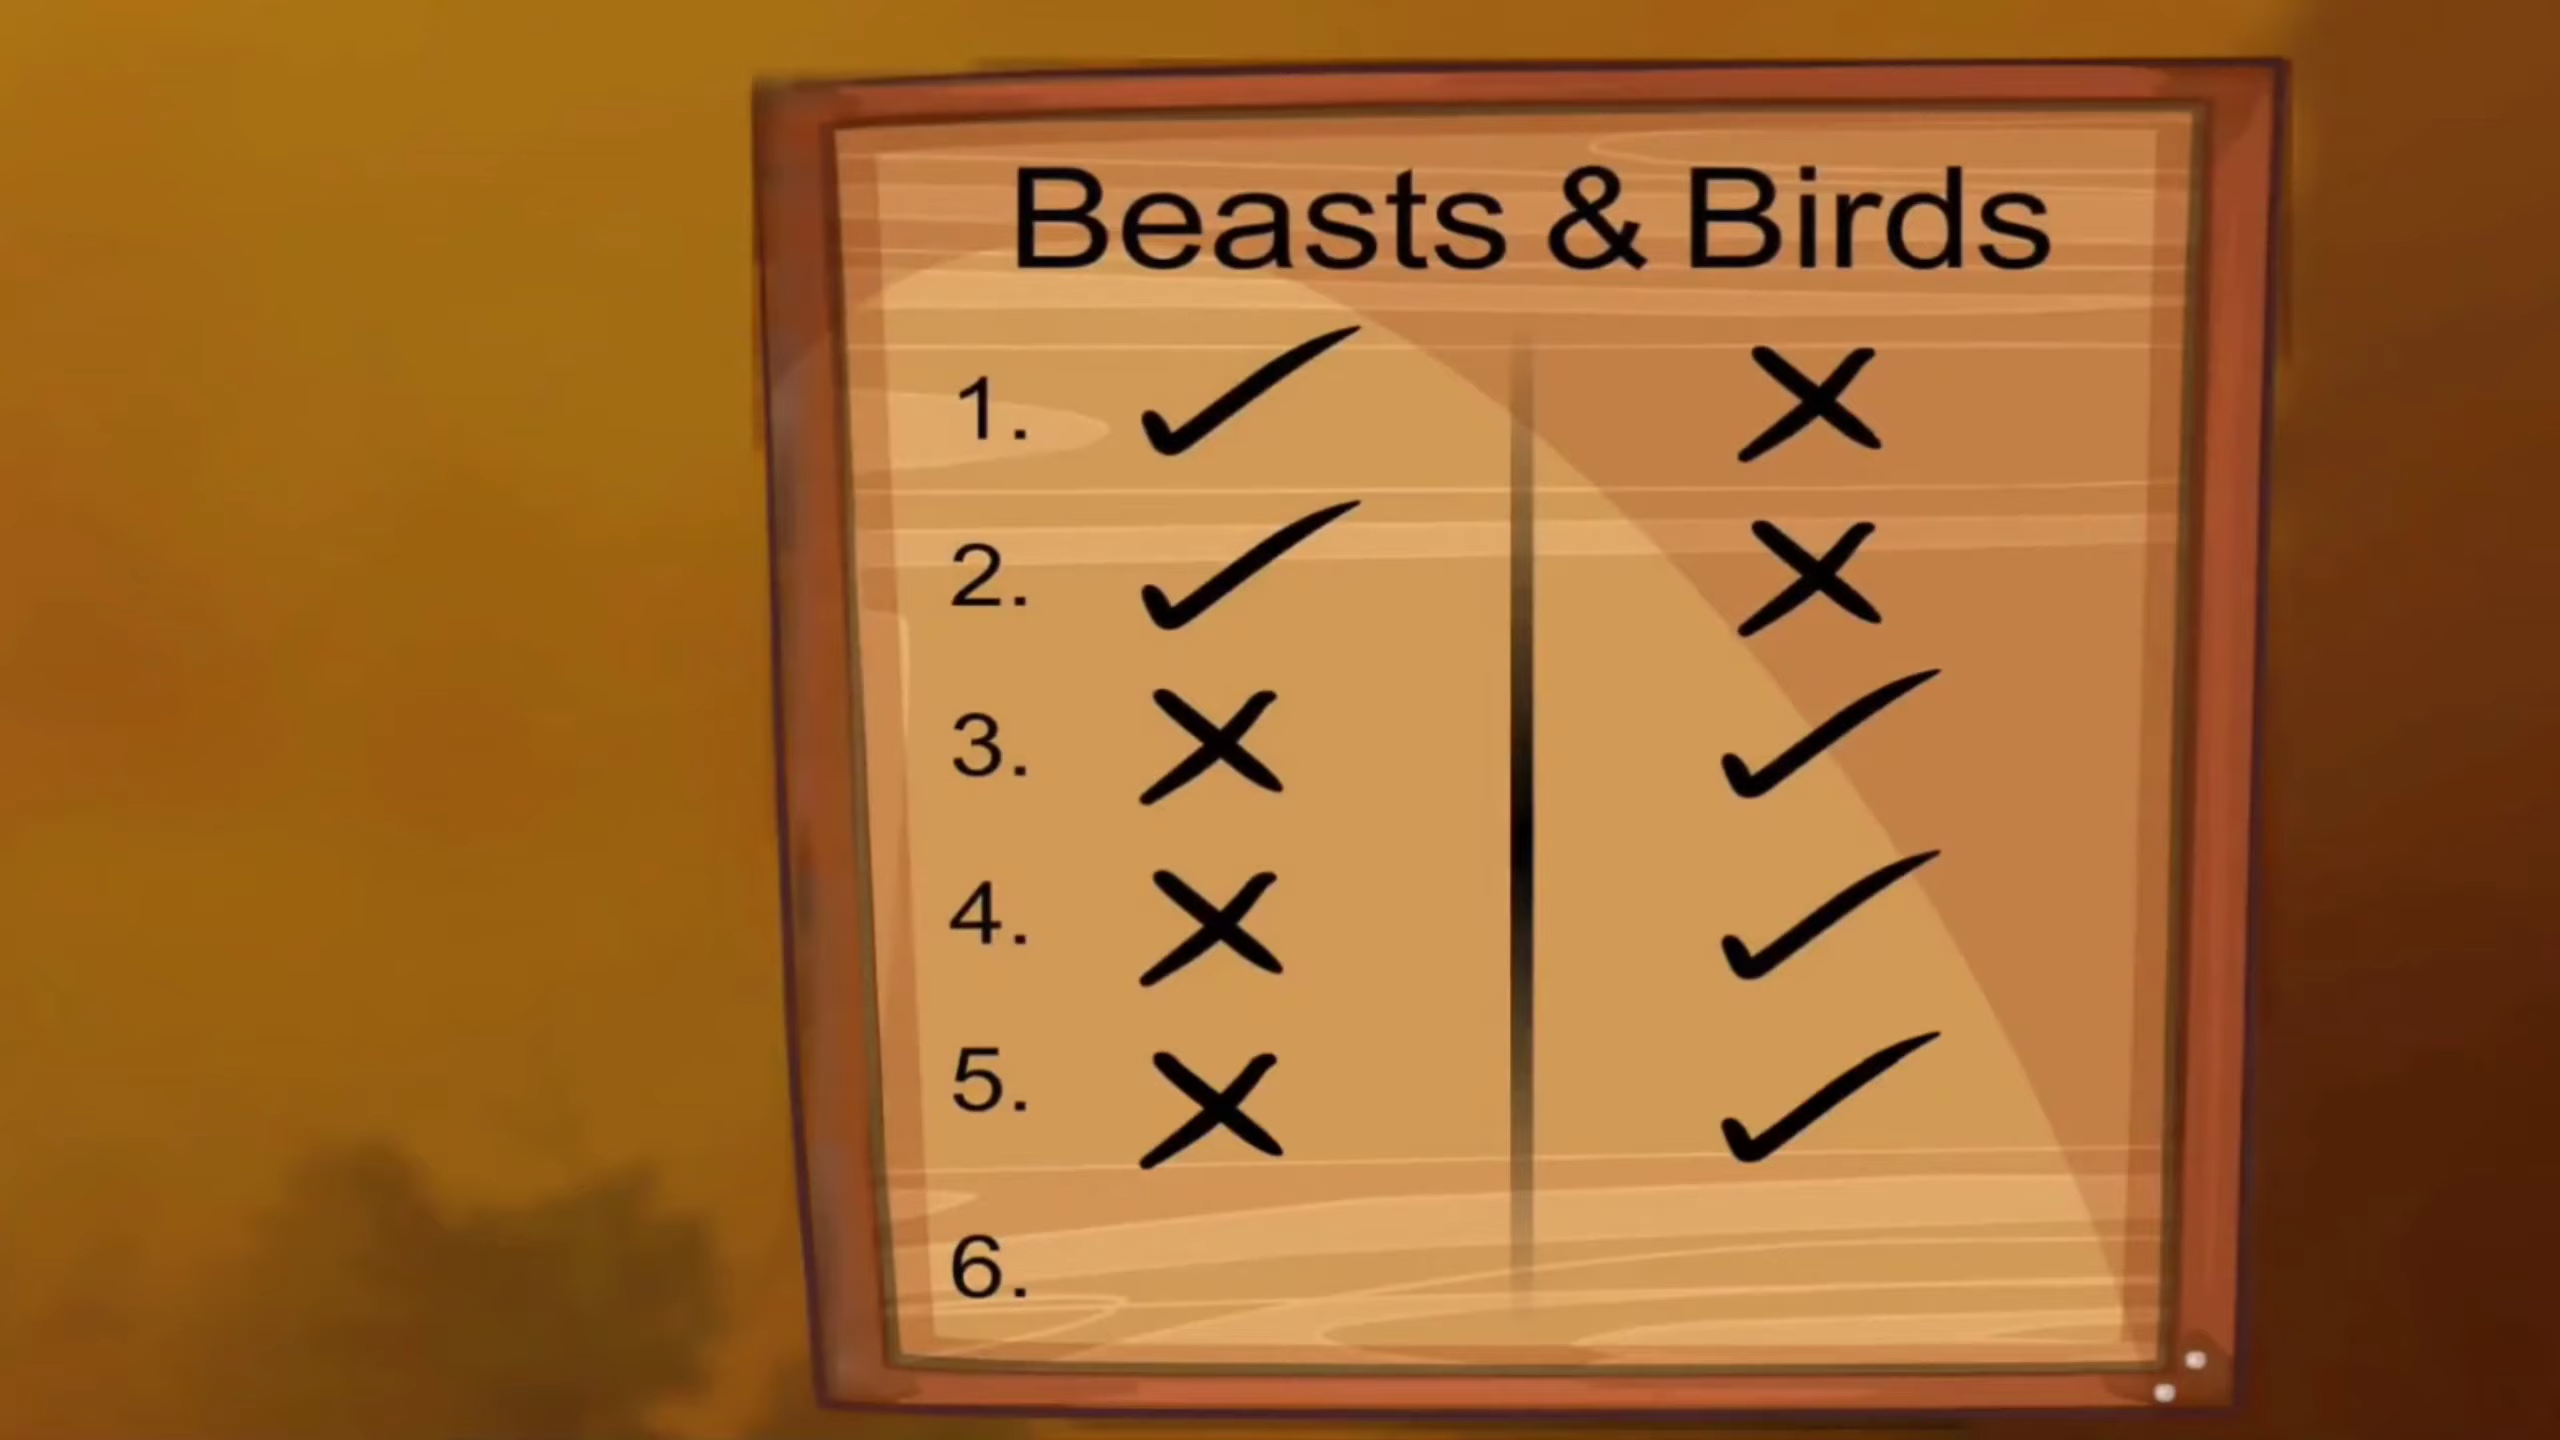 Beasts & Birds
1. ✓ ✗
2. ✓ ✗
3. ✗ ✓
4. ✗ ✓
5. ✗ ✓
6.